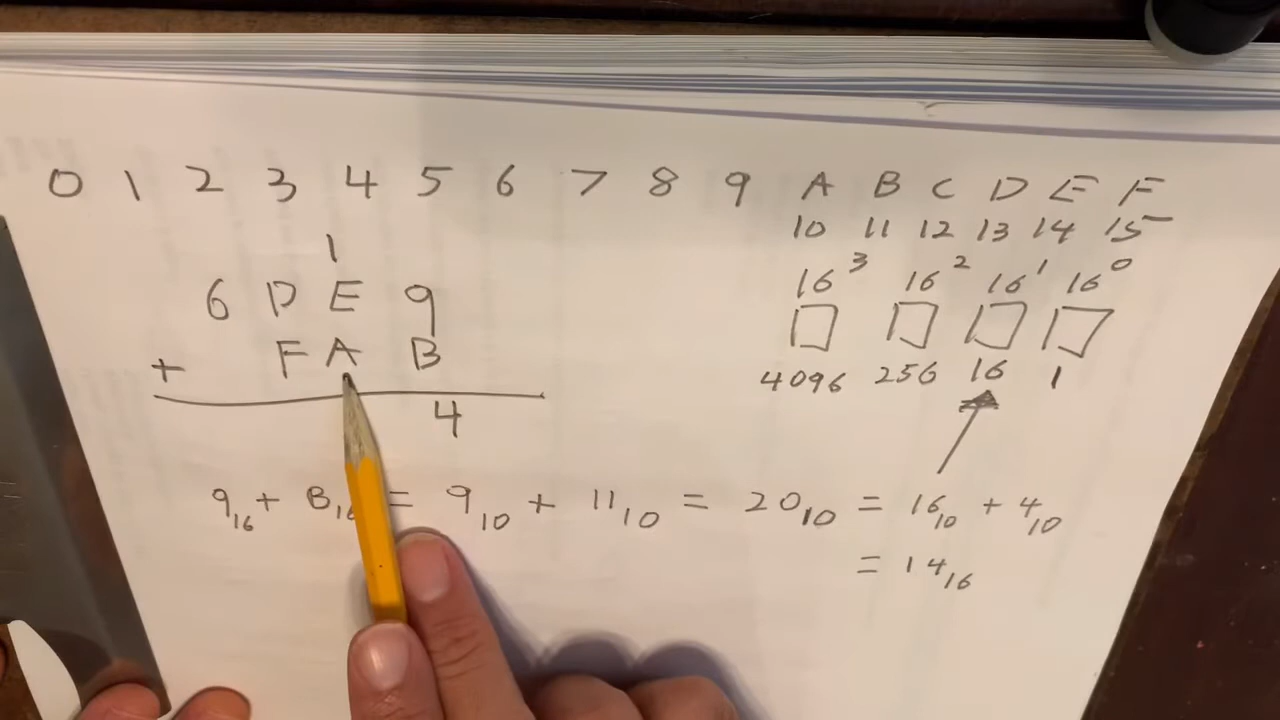 0 1 2 3 4 5 6 7 8 9 A B C D E F
10 11 12 13 14 15
1
6 D E 9
+ F A B
4
16³ 16² 16¹ 16⁰
4096 256 16 1
9₁₆ + B₁₆ = 9₁₀ + 11₁₀ = 20₁₀ = 16₁₀ + 4₁₀
= 14₁₆